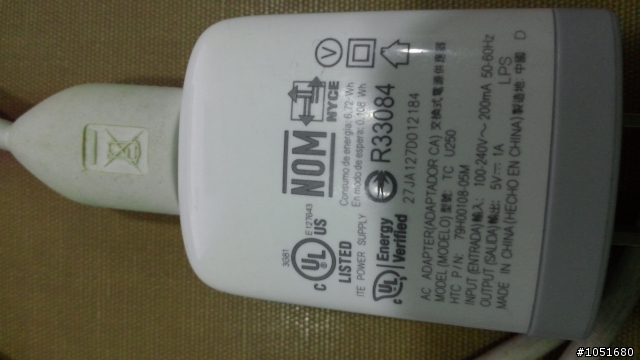 V
NOM
NYCE
Consumo de energía: 6,72 Wh
En modo de espera: 0,108 Wh
R33084
27JA127D012184
3081
E127643
c UL US
LISTED
ITE POWER SUPPLY
c UL Energy Verified
AC ADAPTER(ADAPTADOR CA) 交換式電源供應器
MODEL(MODELO) 型號: TC U250
HTC P/N: 79H00108-05M
INPUT (ENTRADA) 輸入: 100-240V~ 200mA 50-60Hz
OUTPUT (SALIDA) 輸出: 5V⎓ 1A LPS
MADE IN CHINA(HECHO EN CHINA) 製造地: 中國 D
#1051680